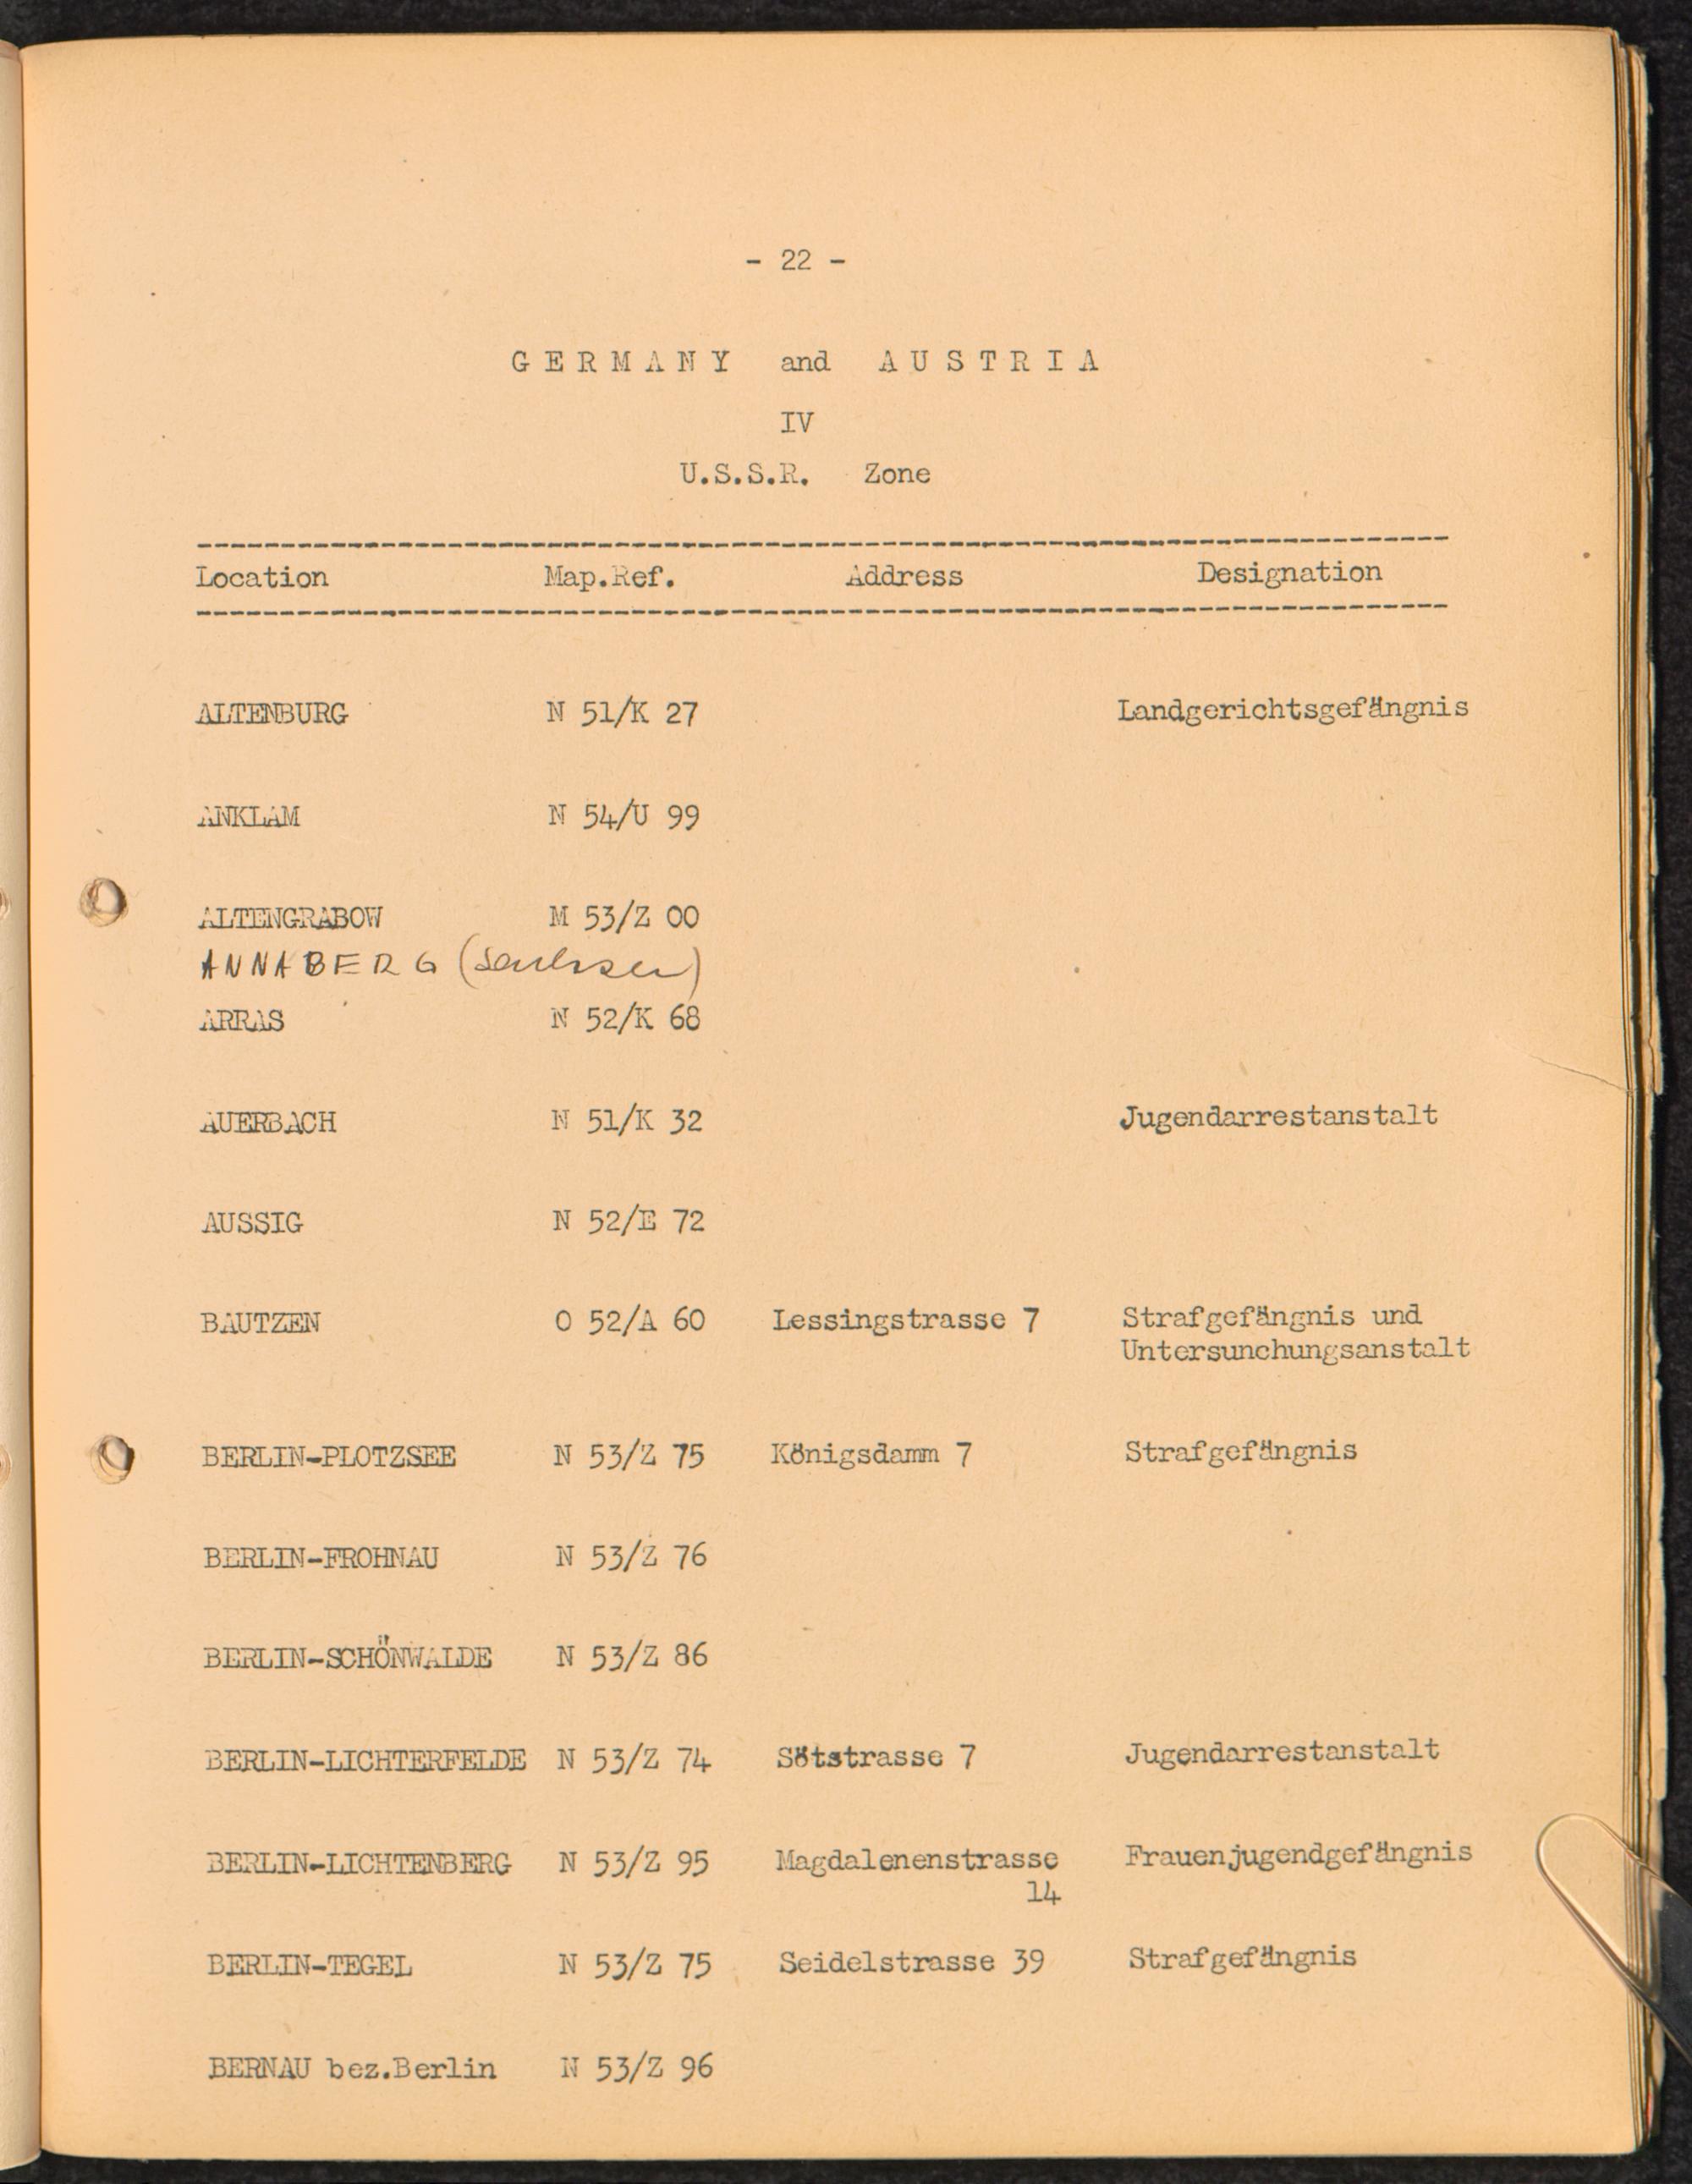 - 22 -
GERMANY and AUSTRIA
IV
U.S.S.R. Zone
Location Map.Ref. Address Designation
ALTENBURG N 51/K 27 Landgerichtsgefängnis
ANKLAM N 54/U 99
ALTENGRABOW M 53/Z 00
ANNABERG (Sachsen)
ARRAS N 52/K 68
AUERBACH N 51/K 32 Jugendarrestanstalt
AUSSIG N 52/E 72
BAUTZEN O 52/A 60 Lessingstrasse 7 Strafgefängnis und
Untersunchungsanstalt
BERLIN-PLOTZSEE N 53/Z 75 Königsdamm 7 Strafgefängnis
BERLIN-FROHNAU N 53/Z 76
BERLIN-SCHÖNWALDE N 53/Z 86
BERLIN-LICHTERFELDE N 53/Z 74 Sötstrasse 7 Jugendarrestanstalt
BERLIN-LICHTENBERG N 53/Z 95 Magdalenenstrasse Frauenjugendgefängnis
14
BERLIN-TEGEL N 53/Z 75 Seidelstrasse 39 Strafgefängnis
BERNAU bez.Berlin N 53/Z 96